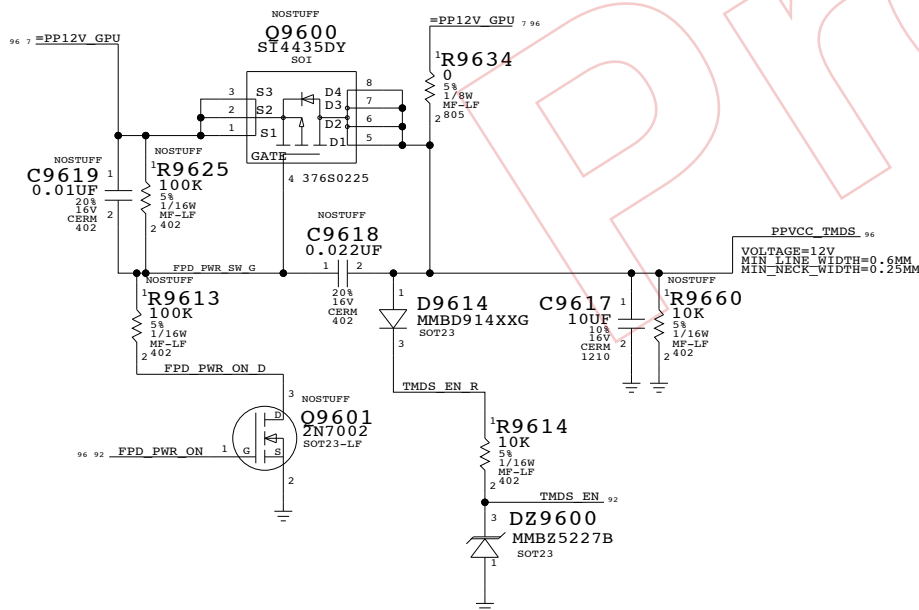 96 7 =PP12V_GPU
NOSTUFF
Q9600
SI4435DY
SOI
3 S3
2 S2
1 S1
D4 8
D3 7
D2 6
D1 5
GATE
4 376S0225
=PP12V_GPU 7 96
1 R9634
0
5%
1/8W
MF-LF
2 805
NOSTUFF
C9619 1
0.01UF
20%
16V 2
CERM
402
NOSTUFF
1 R9625
100K
5%
1/16W
MF-LF
2 402
NOSTUFF
C9618
0.022UF
1 2
20%
16V
CERM
402
FPD_PWR_SW_G
NOSTUFF
1 R9613
100K
5%
1/16W
MF-LF
2 402
FPD_PWR_ON_D
3 NOSTUFF
Q9601
2N7002
SOT23-LF
D
G
S
96 92 FPD_PWR_ON 1
2
1
D9614
MMBD914XXG
SOT23
3
TMDS_EN_R
1 R9614
10K
5%
1/16W
MF-LF
2 402
TMDS_EN 92
3 DZ9600
MMBZ5227B
SOT23
1
C9617 1
10UF
10%
16V 2
CERM
1210
NOSTUFF
1 R9660
10K
5%
1/16W
MF-LF
2 402
PPVCC_TMDS 96
VOLTAGE=12V
MIN_LINE_WIDTH=0.6MM
MIN_NECK_WIDTH=0.25MM
Pr